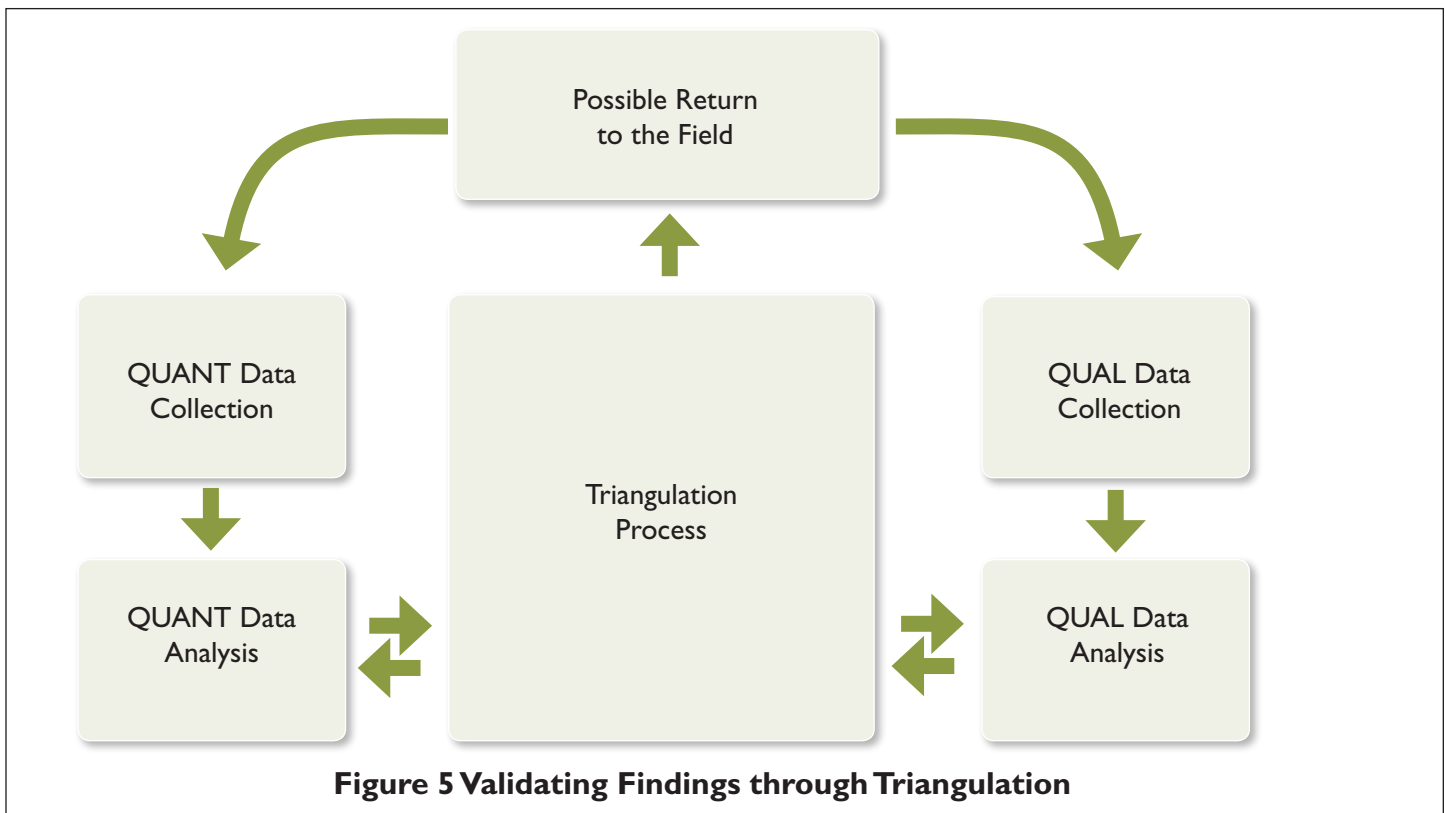 Possible Return
to the Field
QUANT Data
Collection
QUAL Data
Collection
Triangulation
Process
QUANT Data
Analysis
QUAL Data
Analysis
Figure 5 Validating Findings through Triangulation